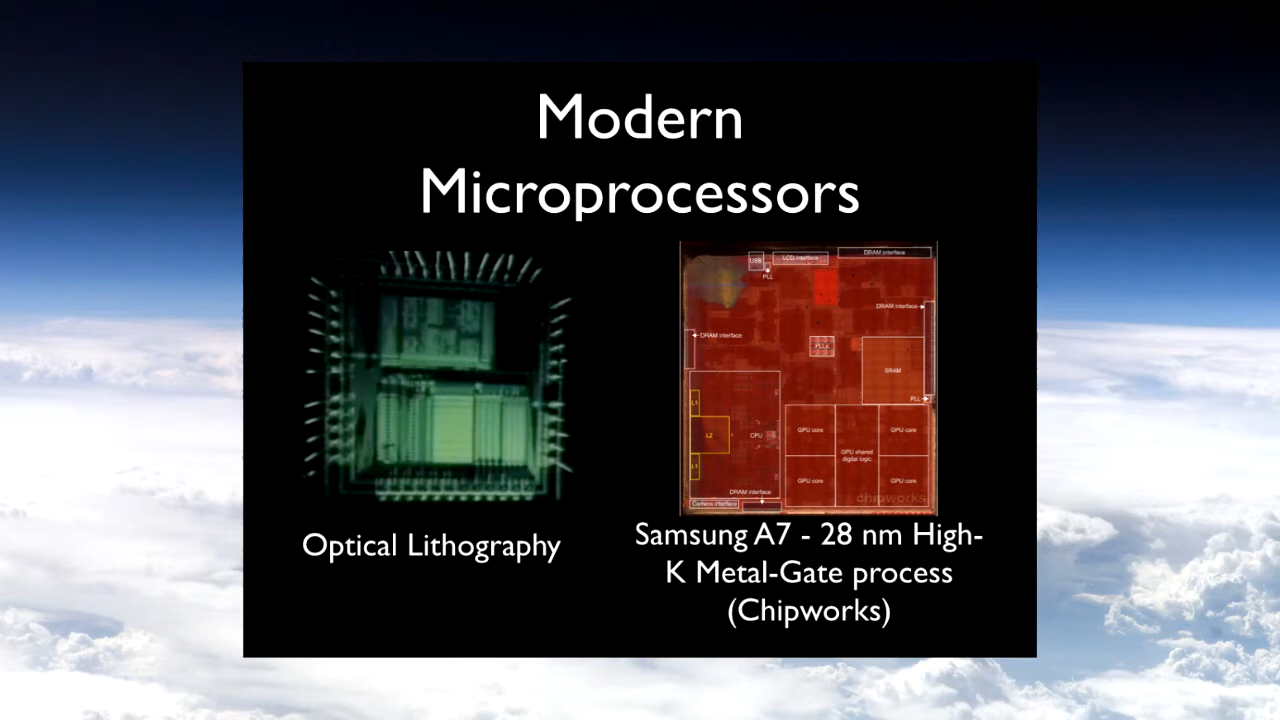 Modern
Microprocessors
USB
LCD interface
DRAM interface
PLL
DRAM interface
DRAM interface
PLLs
SRAM
PLL
L1
L2
CPU
L1
GPU core
GPU core
GPU shared
digital logic
GPU core
GPU core
DRAM interface
Camera interface
chipworks
Optical Lithography
Samsung A7 - 28 nm High-
K Metal-Gate process
(Chipworks)